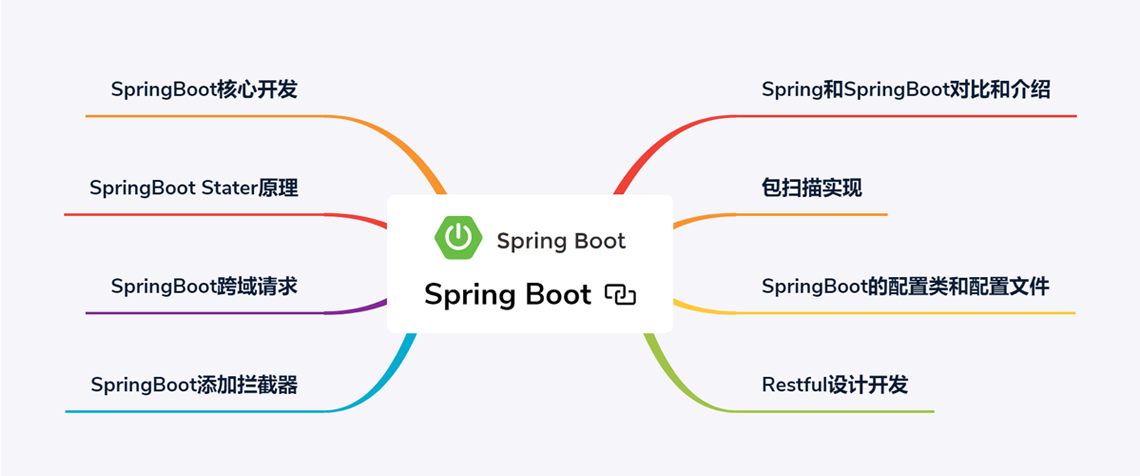 SpringBoot核心开发
SpringBoot Stater原理
SpringBoot跨域请求
SpringBoot添加拦截器
Spring Boot
Spring Boot
Spring和SpringBoot对比和介绍
包扫描实现
SpringBoot的配置类和配置文件
Restful设计开发